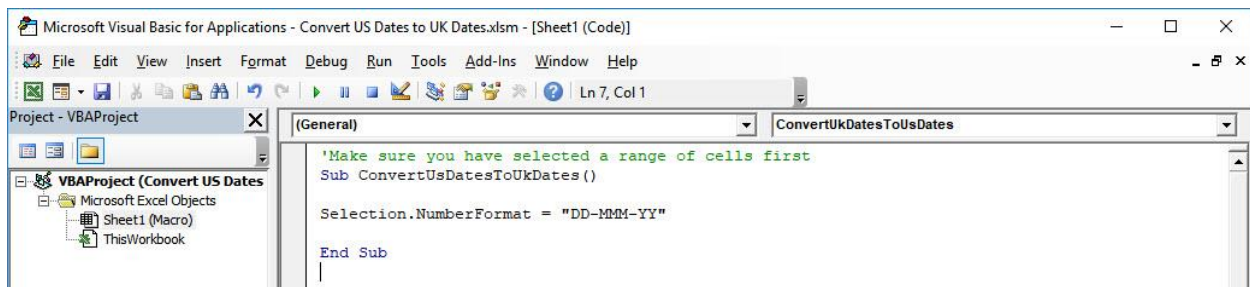 Microsoft Visual Basic for Applications - Convert US Dates to UK Dates.xlsm - [Sheet1 (Code)]
File Edit View Insert Format Debug Run Tools Add-Ins Window Help
Ln 7, Col 1
Project - VBAProject
(General)
ConvertUkDatesToUsDates
VBAProject (Convert US Dates
Microsoft Excel Objects
Sheet1 (Macro)
ThisWorkbook
'Make sure you have selected a range of cells first
Sub ConvertUsDatesToUkDates()
Selection.NumberFormat = "DD-MMM-YY"
End Sub